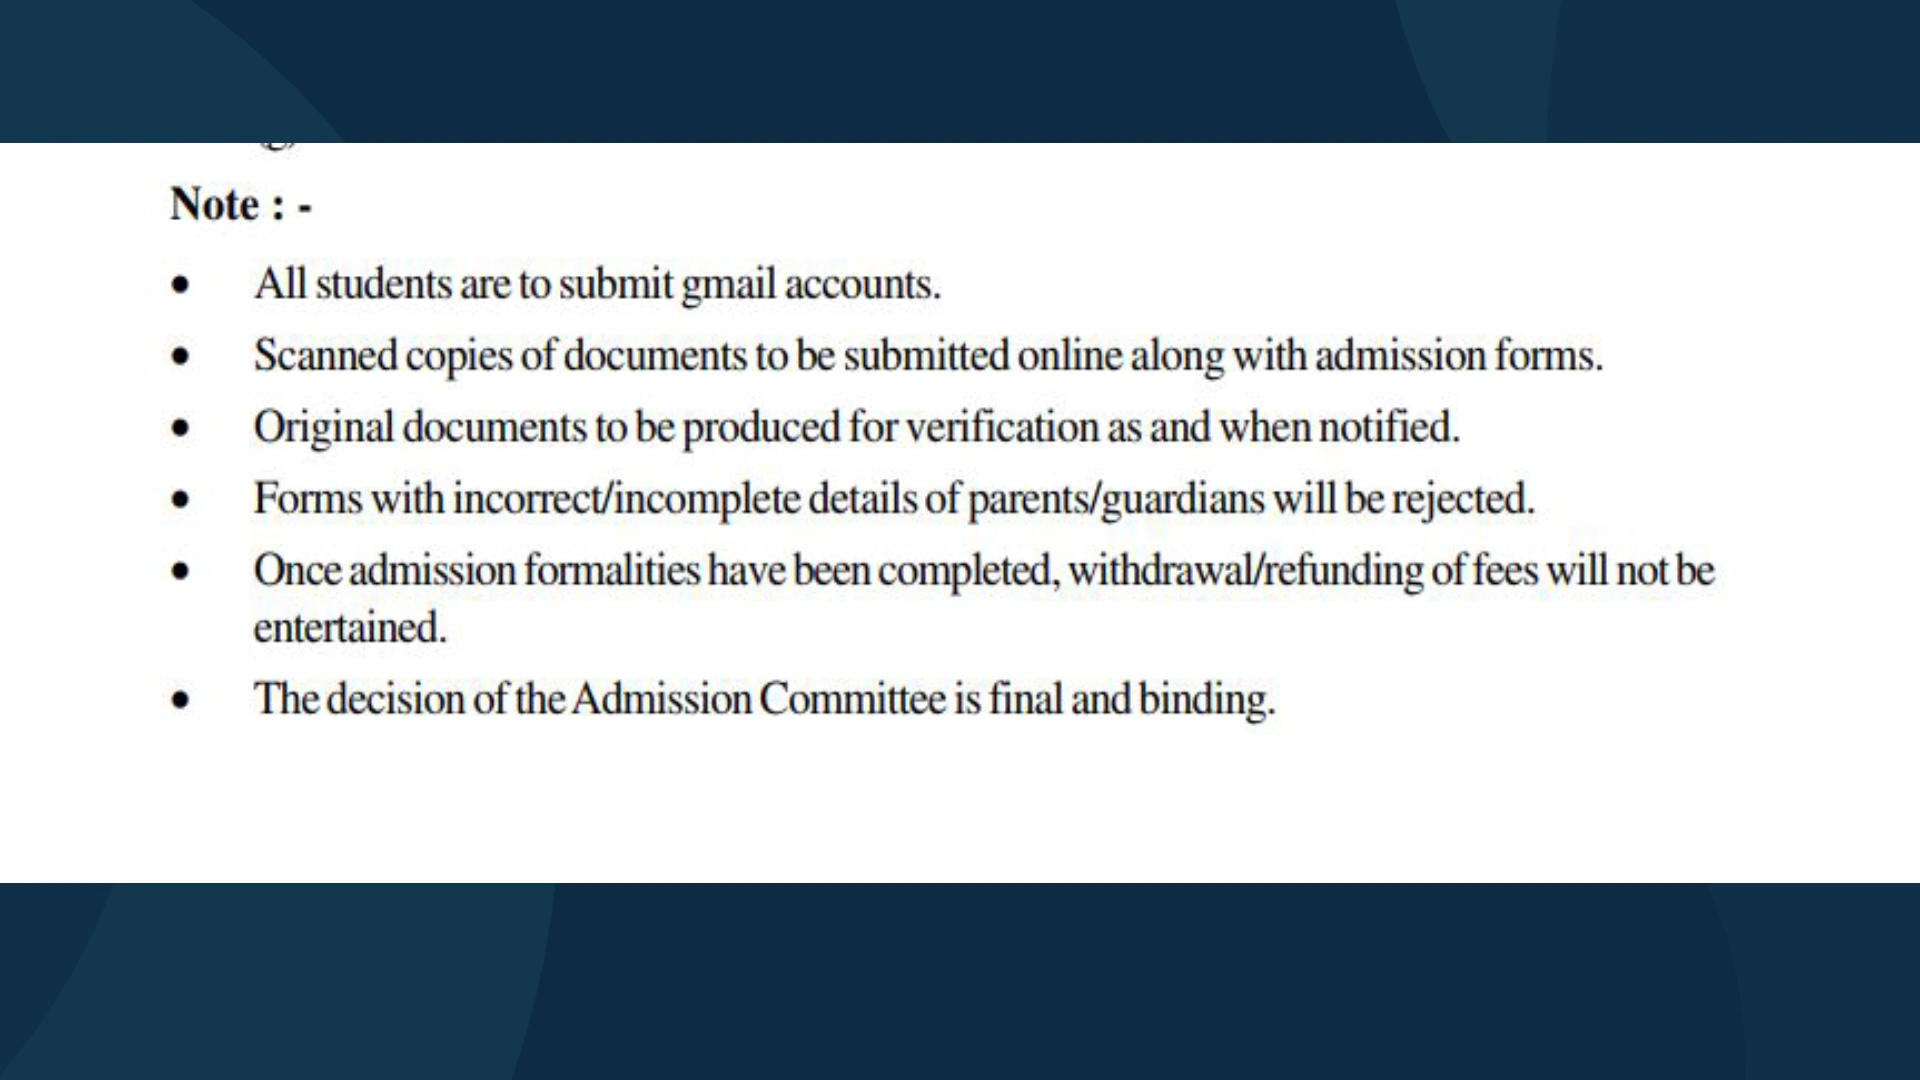 Note : -
• All students are to submit gmail accounts.
• Scanned copies of documents to be submitted online along with admission forms.
• Original documents to be produced for verification as and when notified.
• Forms with incorrect/incomplete details of parents/guardians will be rejected.
• Once admission formalities have been completed, withdrawal/refunding of fees will not be
entertained.
• The decision of the Admission Committee is final and binding.